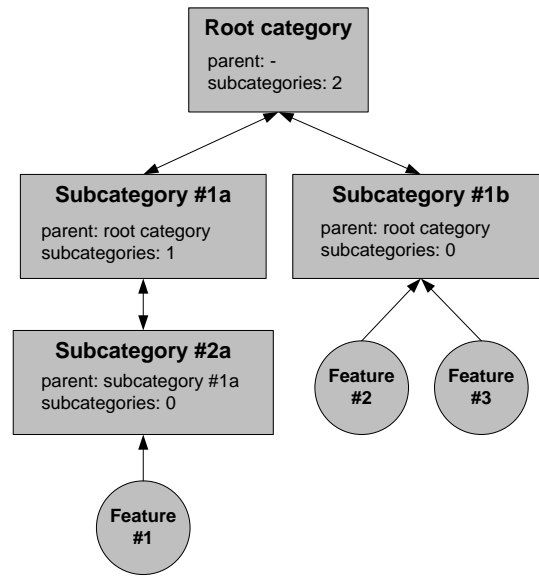 Root category
parent: -
subcategories: 2
Subcategory #1a
parent: root category
subcategories: 1
Subcategory #1b
parent: root category
subcategories: 0
Subcategory #2a
parent: subcategory #1a
subcategories: 0
Feature
#2
Feature
#3
Feature
#1